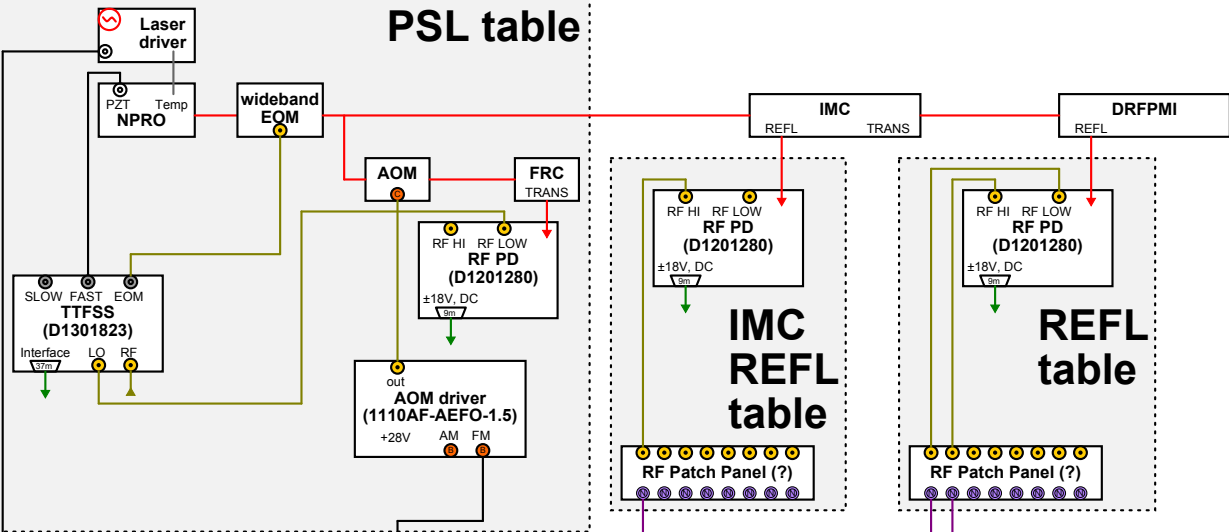 PSL table
Laser
driver
PZT
Temp
NPRO
wideband
EOM
IMC
REFL
TRANS
DRFPMI
REFL
AOM
C
FRC
TRANS
RF HI
RF LOW
RF PD
(D1201280)
±18V, DC
9m
RF HI
RF LOW
RF PD
(D1201280)
±18V, DC
9m
RF HI
RF LOW
RF PD
(D1201280)
±18V, DC
9m
SLOW
FAST
EOM
TTFSS
(D1301823)
Interface
37m
LO
RF
out
AOM driver
(1110AF-AEFO-1.5)
+28V
AM
FM
B
B
IMC
REFL
table
REFL
table
RF Patch Panel (?)
N N N N N N N N
RF Patch Panel (?)
N N N N N N N N